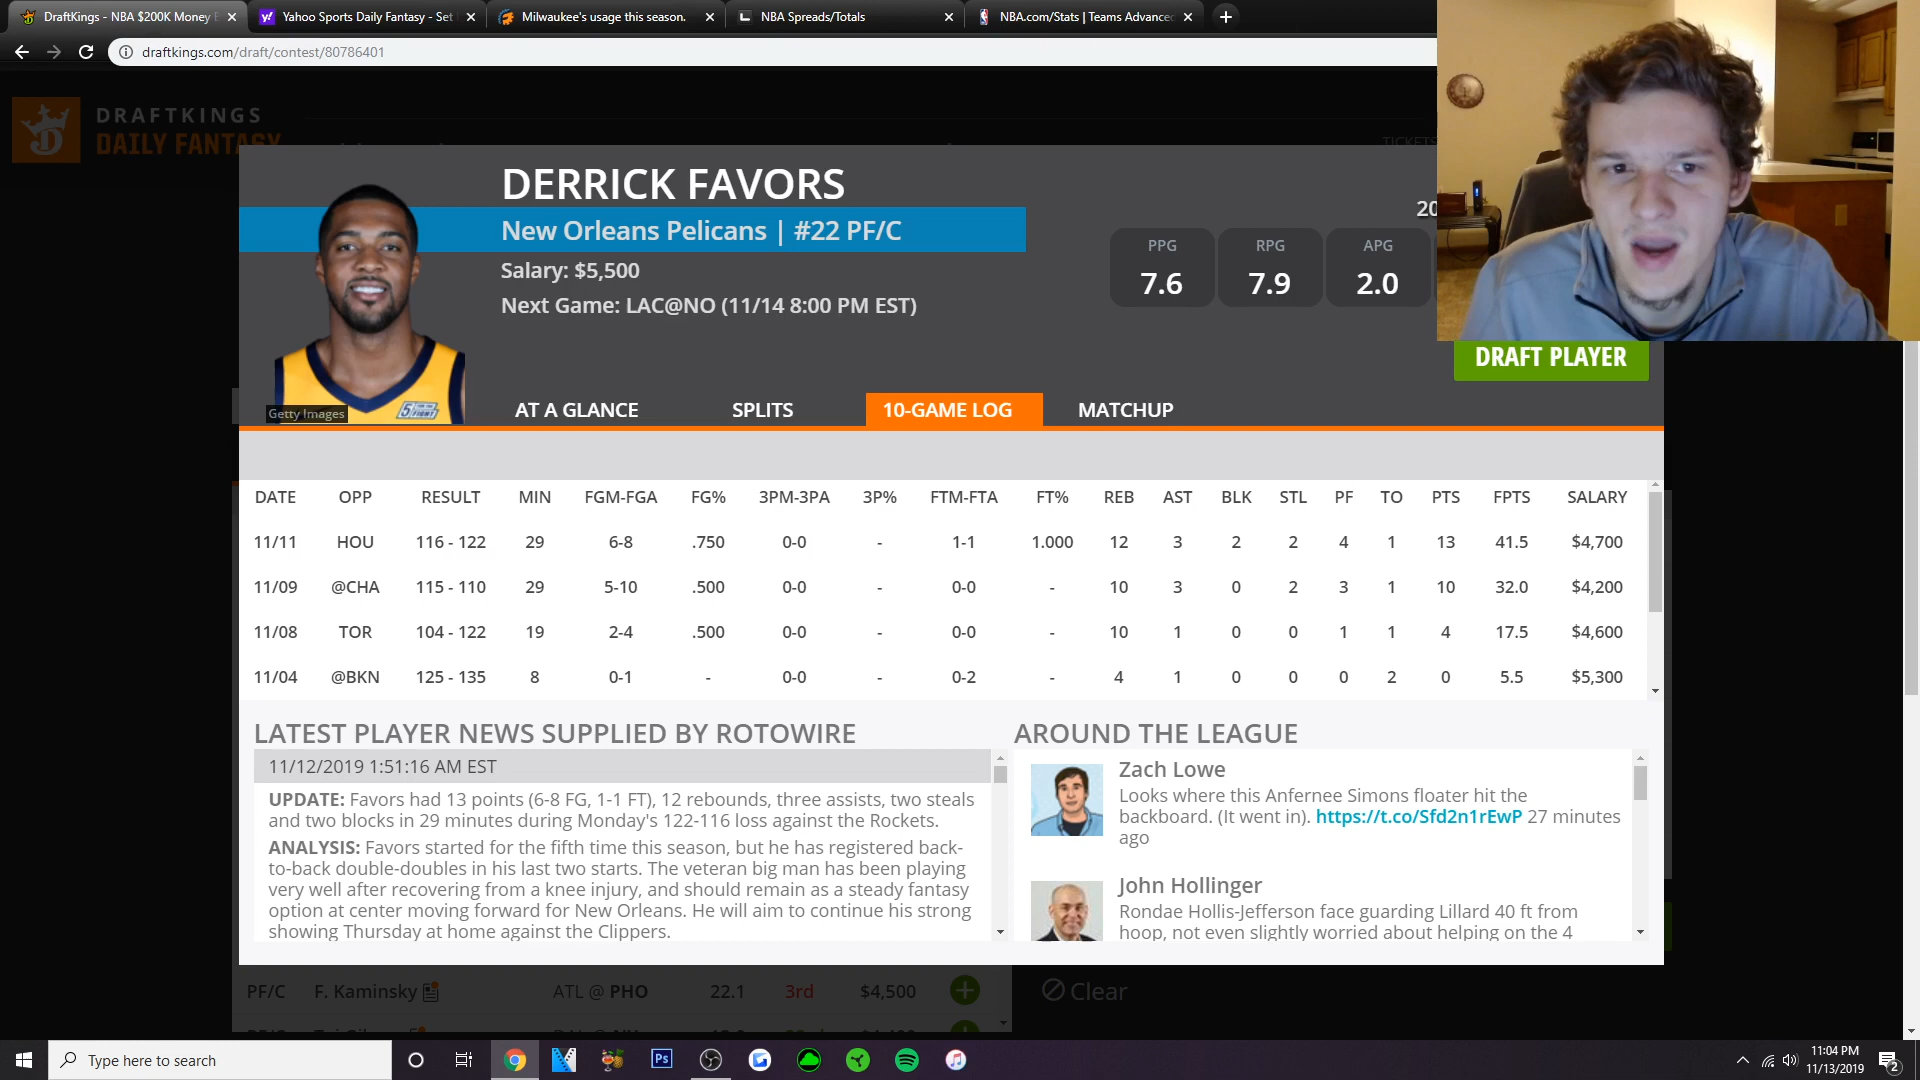 DraftKings - NBA $200K Money
Yahoo Sports Daily Fantasy - Set
Milwaukee's usage this season.
NBA Spreads/Totals
NBA.com/Stats | Teams Advanced
draftkings.com/draft/contest/80786401
DRAFTKINGS
DAILY FANTASY
TICKETS
DERRICK FAVORS
New Orleans Pelicans | #22 PF/C
Salary: $5,500
Next Game: LAC@NO (11/14 8:00 PM EST)
20
PPG RPG APG
7.6 7.9 2.0
DRAFT PLAYER
5 FOR THE FIGHT
Getty Images
AT A GLANCE SPLITS 10-GAME LOG MATCHUP
DATE OPP RESULT MIN FGM-FGA FG% 3PM-3PA 3P% FTM-FTA FT% REB AST BLK STL PF TO PTS FPTS SALARY
11/11 HOU 116 - 122 29 6-8 .750 0-0 - 1-1 1.000 12 3 2 2 4 1 13 41.5 $4,700
11/09 @CHA 115 - 110 29 5-10 .500 0-0 - 0-0 - 10 3 0 2 3 1 10 32.0 $4,200
11/08 TOR 104 - 122 19 2-4 .500 0-0 - 0-0 - 10 1 0 0 1 1 4 17.5 $4,600
11/04 @BKN 125 - 135 8 0-1 - 0-0 - 0-2 - 4 1 0 0 0 2 0 5.5 $5,300
LATEST PLAYER NEWS SUPPLIED BY ROTOWIRE
11/12/2019 1:51:16 AM EST
UPDATE: Favors had 13 points (6-8 FG, 1-1 FT), 12 rebounds, three assists, two steals
and two blocks in 29 minutes during Monday's 122-116 loss against the Rockets.
ANALYSIS: Favors started for the fifth time this season, but he has registered back-
to-back double-doubles in his last two starts. The veteran big man has been playing
very well after recovering from a knee injury, and should remain as a steady fantasy
option at center moving forward for New Orleans. He will aim to continue his strong
showing Thursday at home against the Clippers.
AROUND THE LEAGUE
Zach Lowe
Looks where this Anfernee Simons floater hit the
backboard. (It went in). https://t.co/Sfd2n1rEwP 27 minutes
ago
John Hollinger
Rondae Hollis-Jefferson face guarding Lillard 40 ft from
hoop, not even slightly worried about helping on the 4
PF/C F. Kaminsky ATL @ PHO 22.1 3rd $4,500
Clear
Type here to search
Ps
11:04 PM
11/13/2019
2